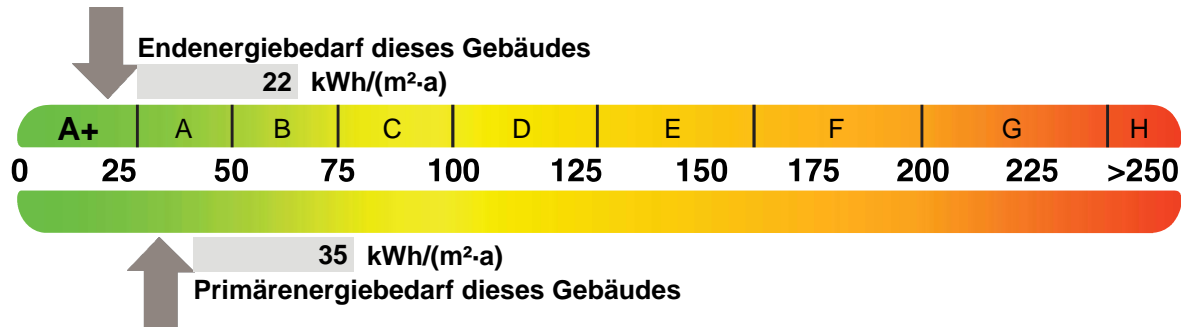 Endenergiebedarf dieses Gebäudes
22 kWh/(m²·a)
A+ A B C D E F G H
0 25 50 75 100 125 150 175 200 225 >250
35 kWh/(m²·a)
Primärenergiebedarf dieses Gebäudes